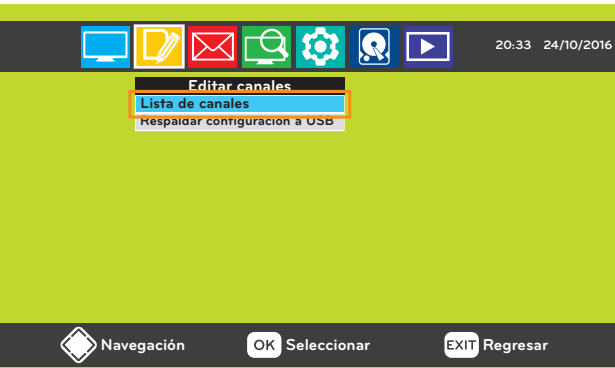 20:33 24/10/2016
Editar canales
Lista de canales
Respaldar configuración a USB
Navegación OK Seleccionar EXIT Regresar